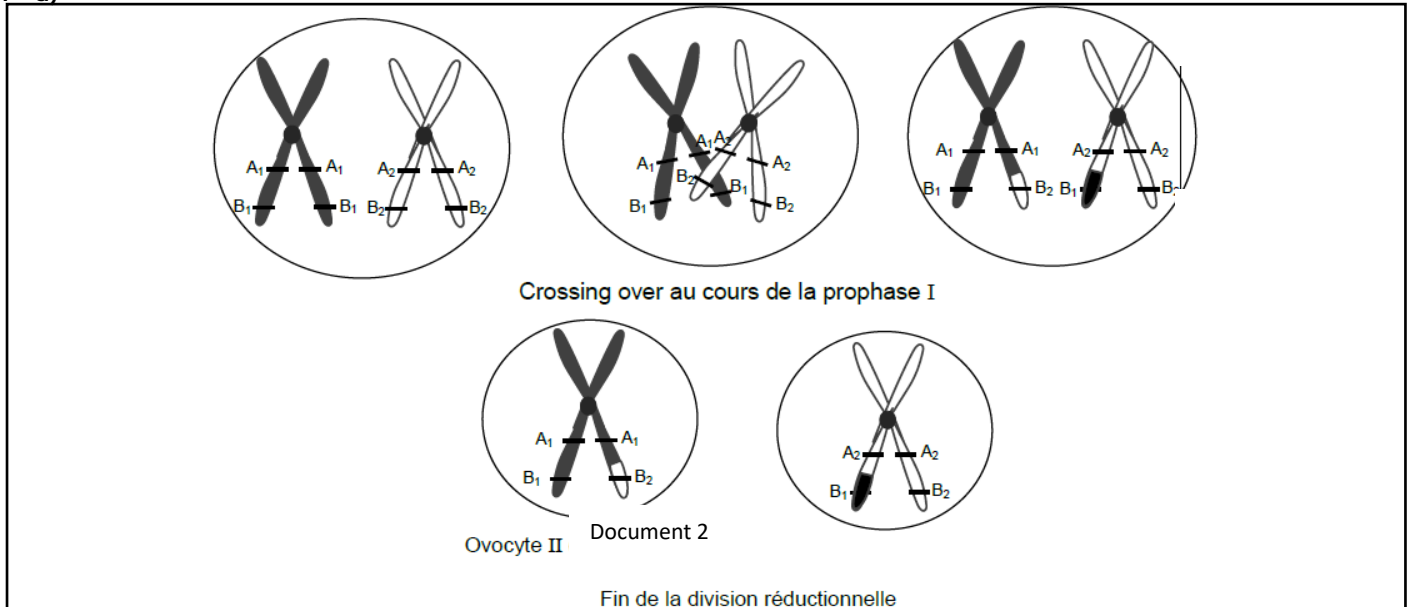 A₁ A₁ A₂ A₂
B₁ B₁ B₂ B₂
A₁ A₁ A₂ A₂
B₁ B₂ B₁ B₂
A₁ A₁ A₂ A₂
B₁ B₂ B₁ B₂
Crossing over au cours de la prophase I
A₁ A₁ A₂ A₂
B₁ B₂ B₁ B₂
Document 2
Ovocyte II
Fin de la division réductionnelle